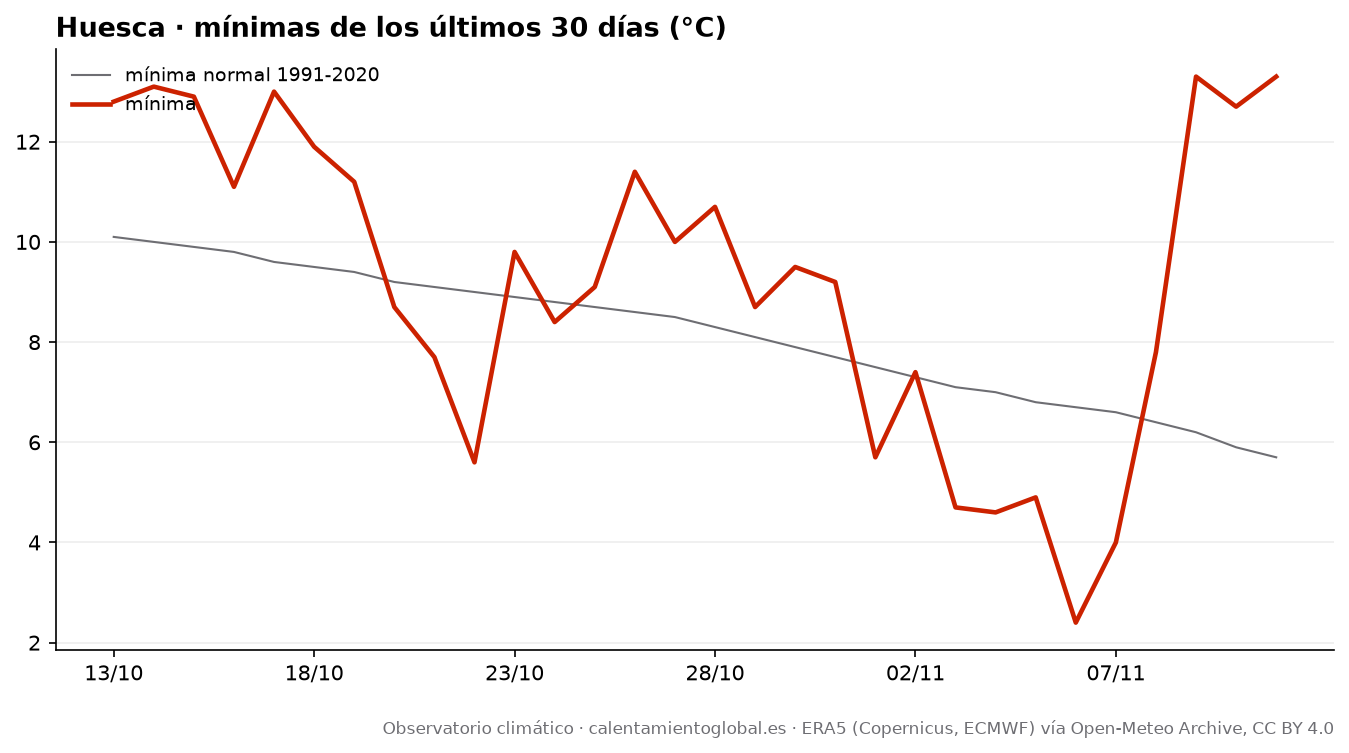 Huesca · mínimas de los últimos 30 días (°C)
mínima normal 1991-2020
mínima
12
10
8
6
4
2
13/10 18/10 23/10 28/10 02/11 07/11
Observatorio climático · calentamientoglobal.es · ERA5 (Copernicus, ECMWF) vía Open-Meteo Archive, CC BY 4.0